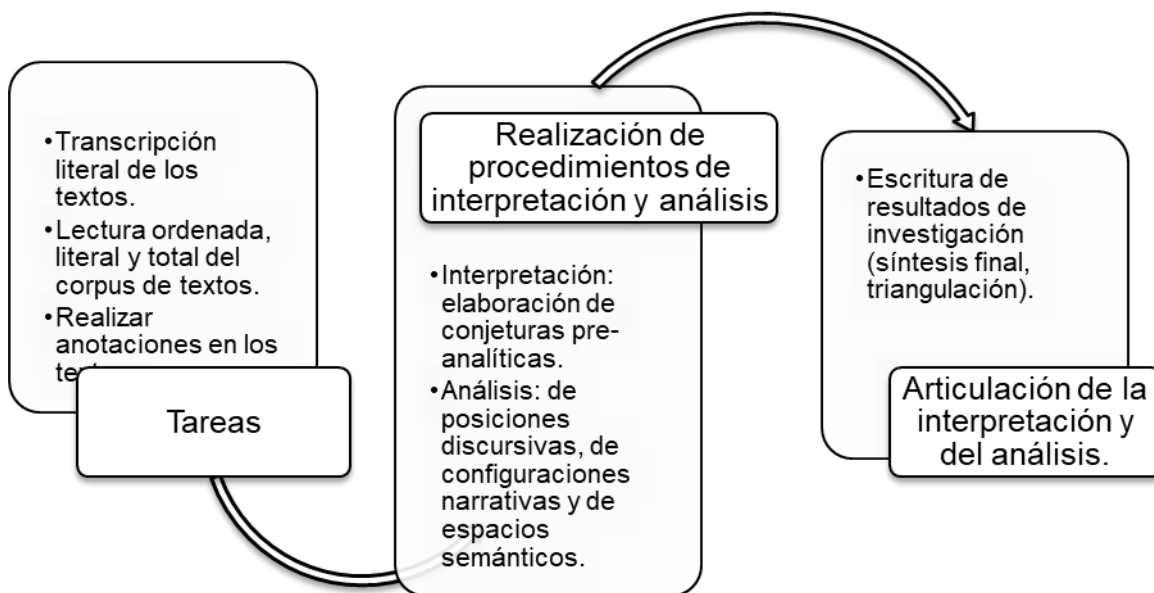 •Transcripción
literal de los
textos.
•Lectura ordenada,
literal y total del
corpus de textos.
•Realizar
anotaciones en los
Tareas
Realización de
procedimientos de
interpretación y análisis
•Interpretación:
elaboración de
conjeturas pre-
analíticas.
•Análisis: de
posiciones
discursivas, de
configuraciones
narrativas y de
espacios
semánticos.
•Escritura de
resultados de
investigación
(síntesis final,
triangulación).
Articulación de la
interpretación y
del análisis.